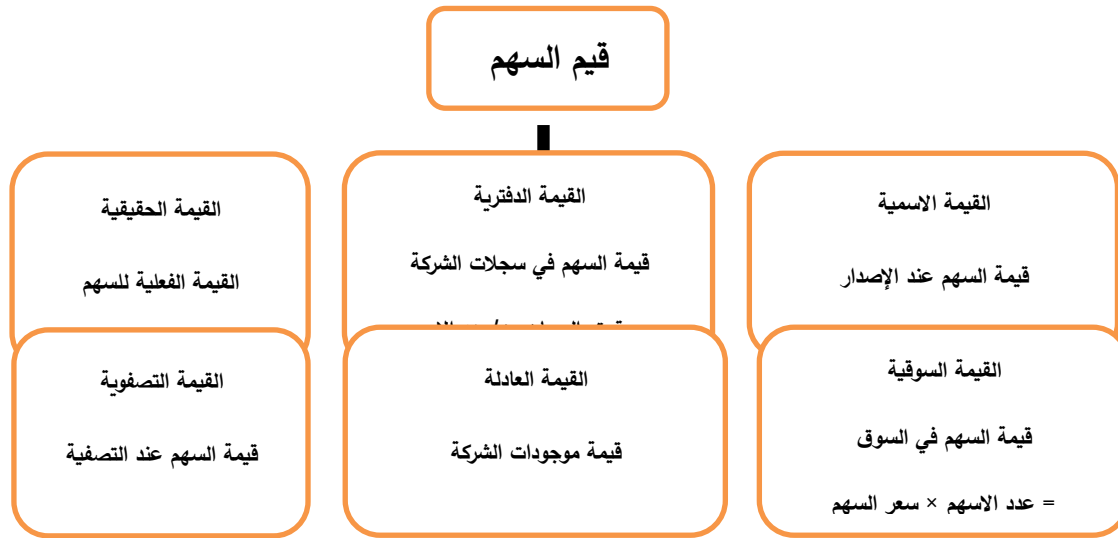 قيم السهم
القيمة الاسمية
قيمة السهم عند الإصدار
القيمة الدفترية
قيمة السهم في سجلات الشركة
القيمة الحقيقية
القيمة الفعلية للسهم
القيمة السوقية
قيمة السهم في السوق
= عدد الاسهم × سعر السهم
القيمة العادلة
قيمة موجودات الشركة
القيمة التصفوية
قيمة السهم عند التصفية